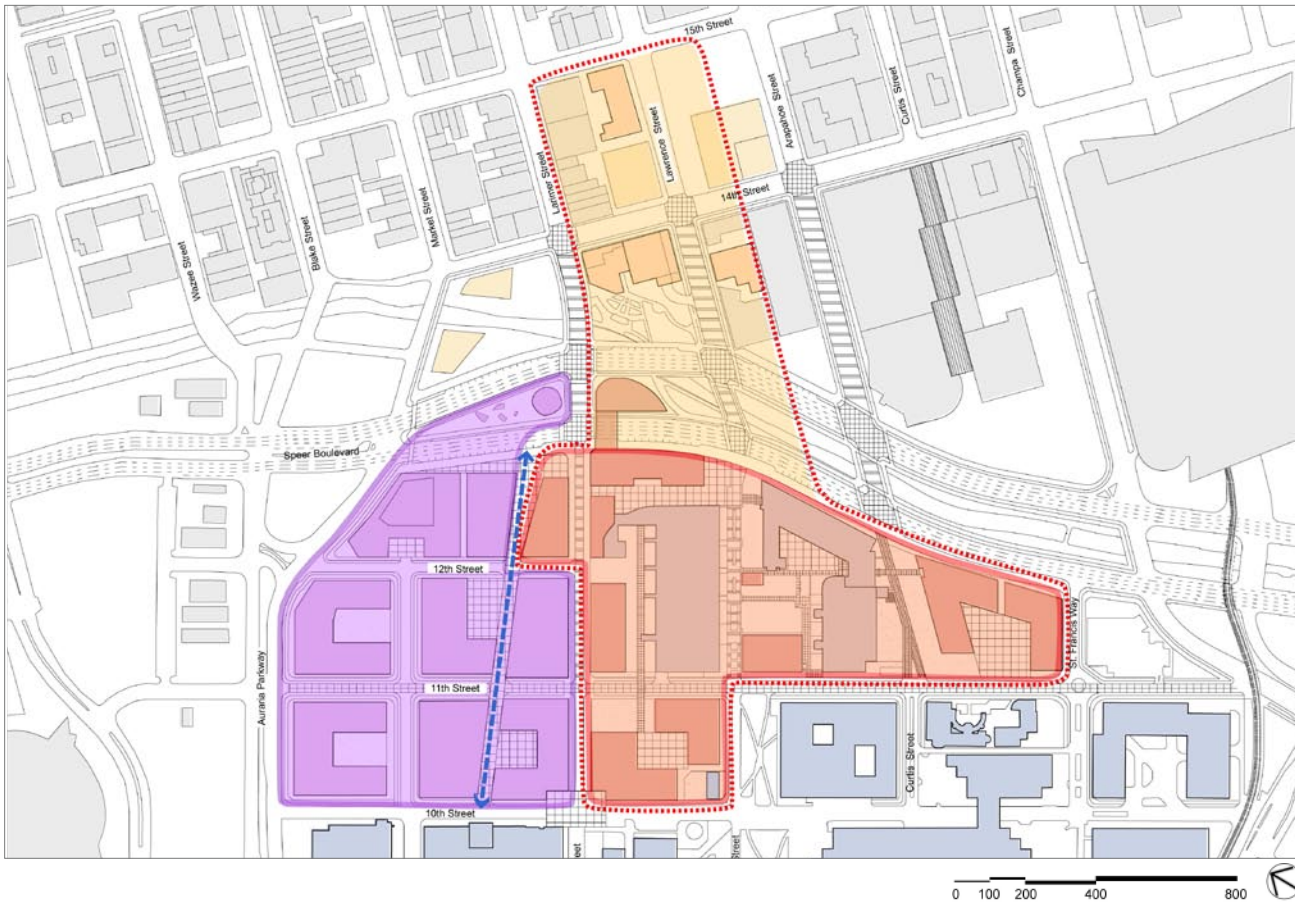 15th Street
Champa Street
Curtis Street
Arapahoe Street
Lawrence Street
Larimer Street
14th Street
Market Street
Blake Street
Wazee Street
Speer Boulevard
12th Street
St. Francis Way
11th Street
Auraria Parkway
Curtis Street
10th Street
Street
0 100 200 400 800